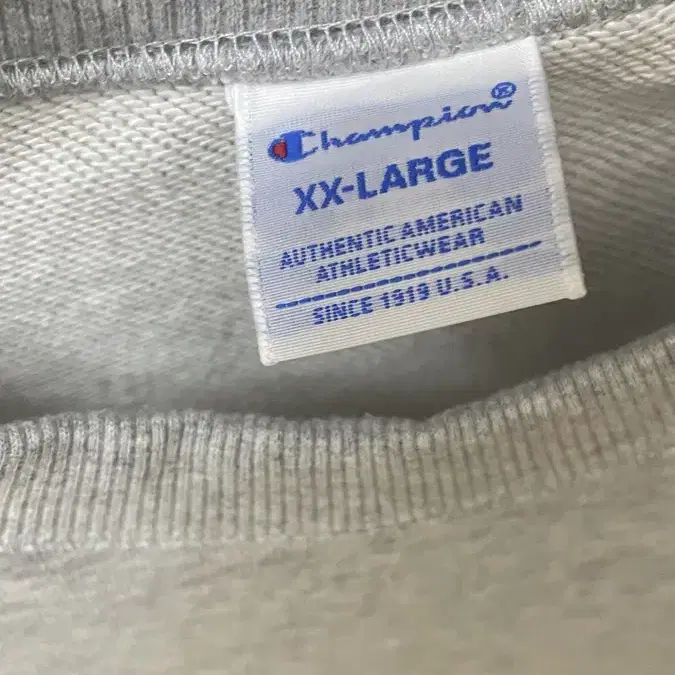 Champion®
XX-LARGE
AUTHENTIC AMERICAN
ATHLETICWEAR
SINCE 1919 U.S.A.